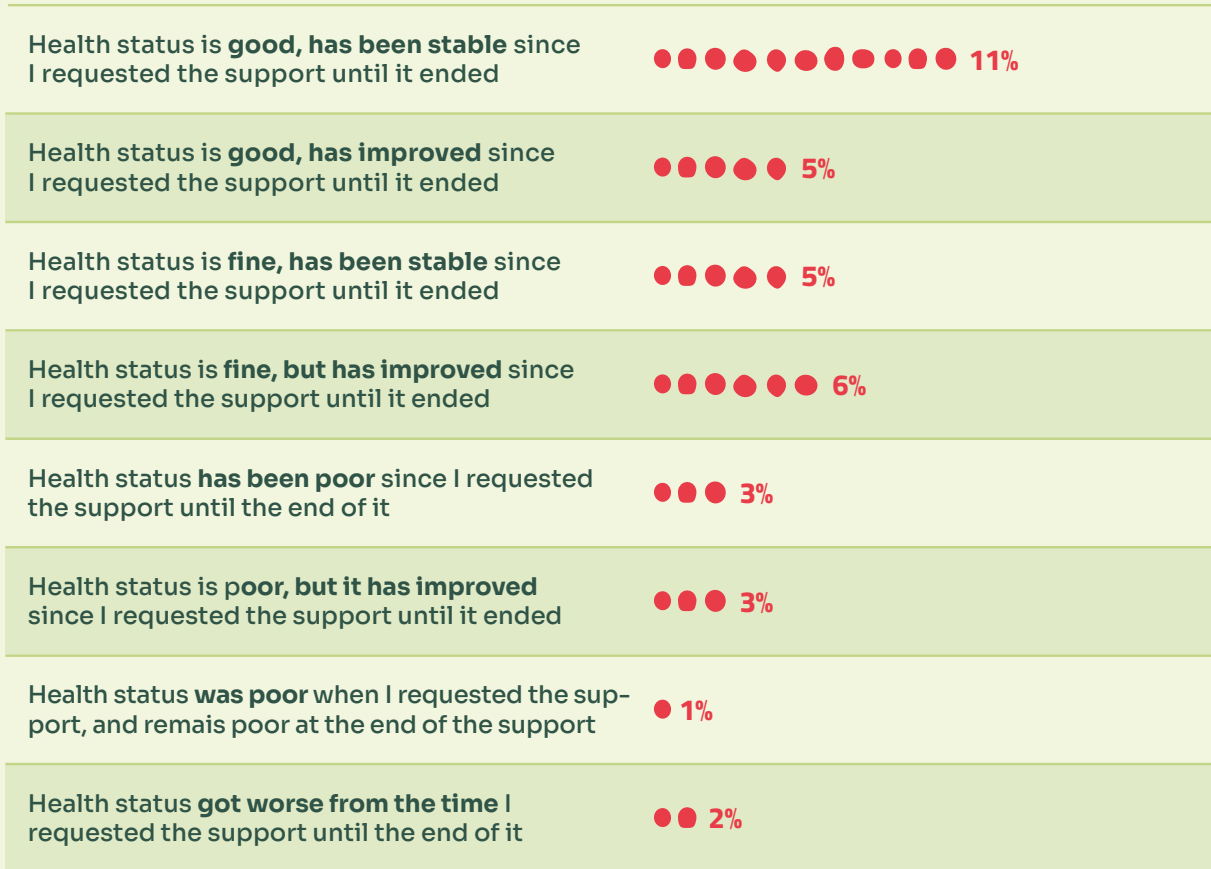 Health status is good, has been stable since
I requested the support until it ended
11%
Health status is good, has improved since
I requested the support until it ended
5%
Health status is fine, has been stable since
I requested the support until it ended
5%
Health status is fine, but has improved since
I requested the support until it ended
6%
Health status has been poor since I requested
the support until the end of it
3%
Health status is poor, but it has improved
since I requested the support until it ended
3%
Health status was poor when I requested the sup-
port, and remais poor at the end of the support
1%
Health status got worse from the time I
requested the support until the end of it
2%